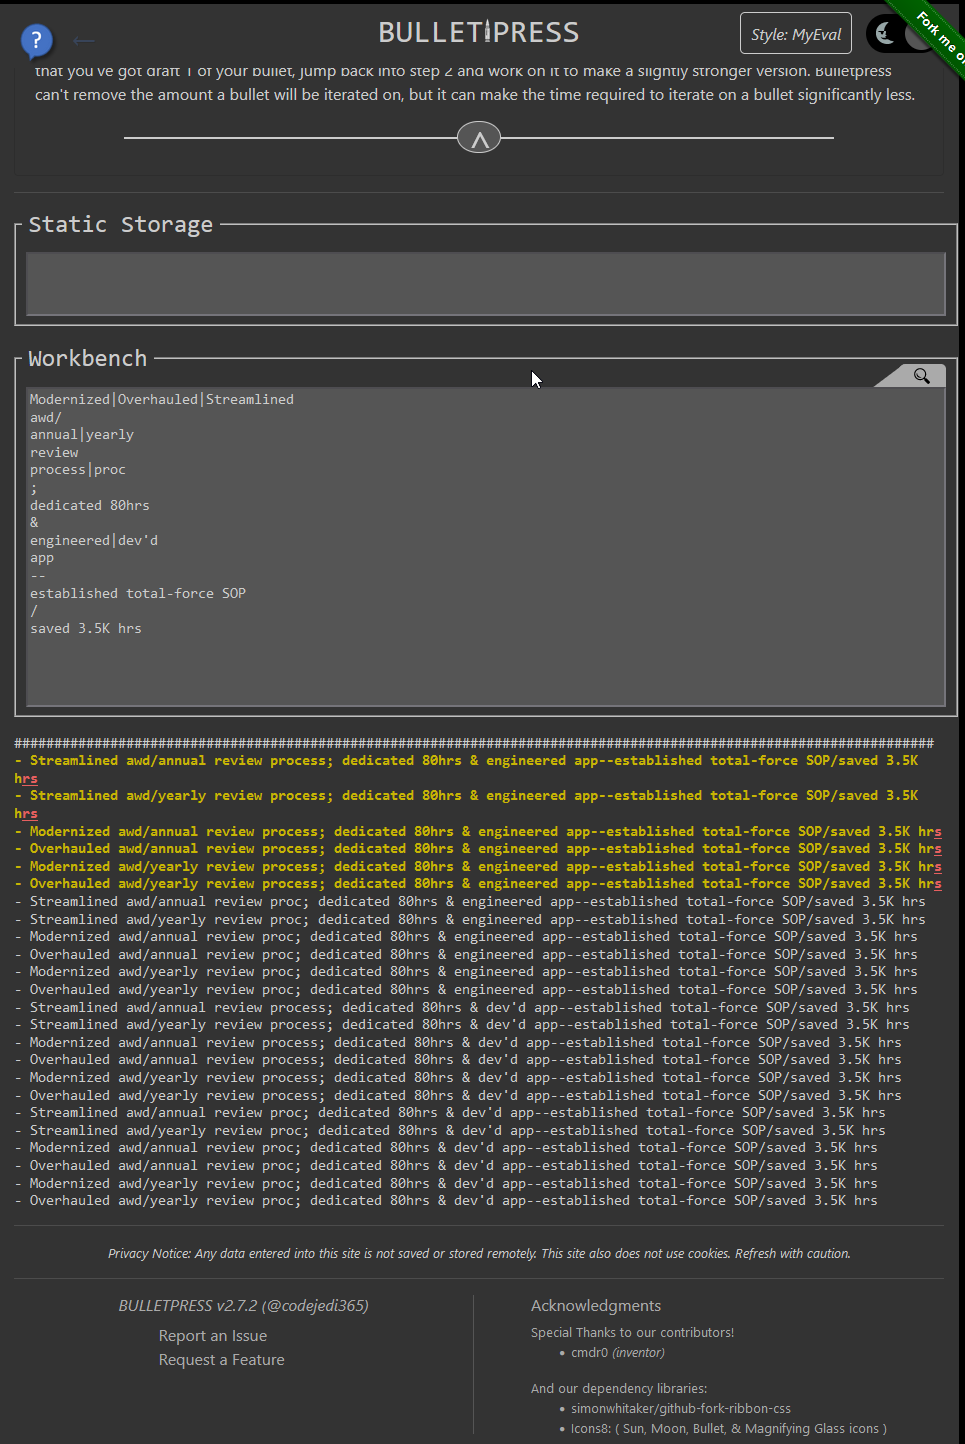 ?
←
BULLETPRESS
Style: MyEval
Fork me o
that you've got draft 1 of your bullet, jump back into step 2 and work on it to make a slightly stronger version. Bulletpress
can't remove the amount a bullet will be iterated on, but it can make the time required to iterate on a bullet significantly less.
Static Storage
Workbench
Modernized|Overhauled|Streamlined
awd/
annual|yearly
review
process|proc
;
dedicated 80hrs
&
engineered|dev'd
app
--
established total-force SOP
/
saved 3.5K hrs
###################################################################################################################
- Streamlined awd/annual review process; dedicated 80hrs & engineered app--established total-force SOP/saved 3.5K
hrs
- Streamlined awd/yearly review process; dedicated 80hrs & engineered app--established total-force SOP/saved 3.5K
hrs
- Modernized awd/annual review process; dedicated 80hrs & engineered app--established total-force SOP/saved 3.5K hrs
- Overhauled awd/annual review process; dedicated 80hrs & engineered app--established total-force SOP/saved 3.5K hrs
- Modernized awd/yearly review process; dedicated 80hrs & engineered app--established total-force SOP/saved 3.5K hrs
- Overhauled awd/yearly review process; dedicated 80hrs & engineered app--established total-force SOP/saved 3.5K hrs
- Streamlined awd/annual review proc; dedicated 80hrs & engineered app--established total-force SOP/saved 3.5K hrs
- Streamlined awd/yearly review proc; dedicated 80hrs & engineered app--established total-force SOP/saved 3.5K hrs
- Modernized awd/annual review proc; dedicated 80hrs & engineered app--established total-force SOP/saved 3.5K hrs
- Overhauled awd/annual review proc; dedicated 80hrs & engineered app--established total-force SOP/saved 3.5K hrs
- Modernized awd/yearly review proc; dedicated 80hrs & engineered app--established total-force SOP/saved 3.5K hrs
- Overhauled awd/yearly review proc; dedicated 80hrs & engineered app--established total-force SOP/saved 3.5K hrs
- Streamlined awd/annual review process; dedicated 80hrs & dev'd app--established total-force SOP/saved 3.5K hrs
- Streamlined awd/yearly review process; dedicated 80hrs & dev'd app--established total-force SOP/saved 3.5K hrs
- Modernized awd/annual review process; dedicated 80hrs & dev'd app--established total-force SOP/saved 3.5K hrs
- Overhauled awd/annual review process; dedicated 80hrs & dev'd app--established total-force SOP/saved 3.5K hrs
- Modernized awd/yearly review process; dedicated 80hrs & dev'd app--established total-force SOP/saved 3.5K hrs
- Overhauled awd/yearly review process; dedicated 80hrs & dev'd app--established total-force SOP/saved 3.5K hrs
- Streamlined awd/annual review proc; dedicated 80hrs & dev'd app--established total-force SOP/saved 3.5K hrs
- Streamlined awd/yearly review proc; dedicated 80hrs & dev'd app--established total-force SOP/saved 3.5K hrs
- Modernized awd/annual review proc; dedicated 80hrs & dev'd app--established total-force SOP/saved 3.5K hrs
- Overhauled awd/annual review proc; dedicated 80hrs & dev'd app--established total-force SOP/saved 3.5K hrs
- Modernized awd/yearly review proc; dedicated 80hrs & dev'd app--established total-force SOP/saved 3.5K hrs
- Overhauled awd/yearly review proc; dedicated 80hrs & dev'd app--established total-force SOP/saved 3.5K hrs
Privacy Notice: Any data entered into this site is not saved or stored remotely. This site also does not use cookies. Refresh with caution.
BULLETPRESS v2.7.2 (@codejedi365)
Report an Issue
Request a Feature
Acknowledgments
Special Thanks to our contributors!
• cmdr0 (inventor)
And our dependency libraries:
• simonwhitaker/github-fork-ribbon-css
• Icons8: ( Sun, Moon, Bullet, & Magnifying Glass icons )